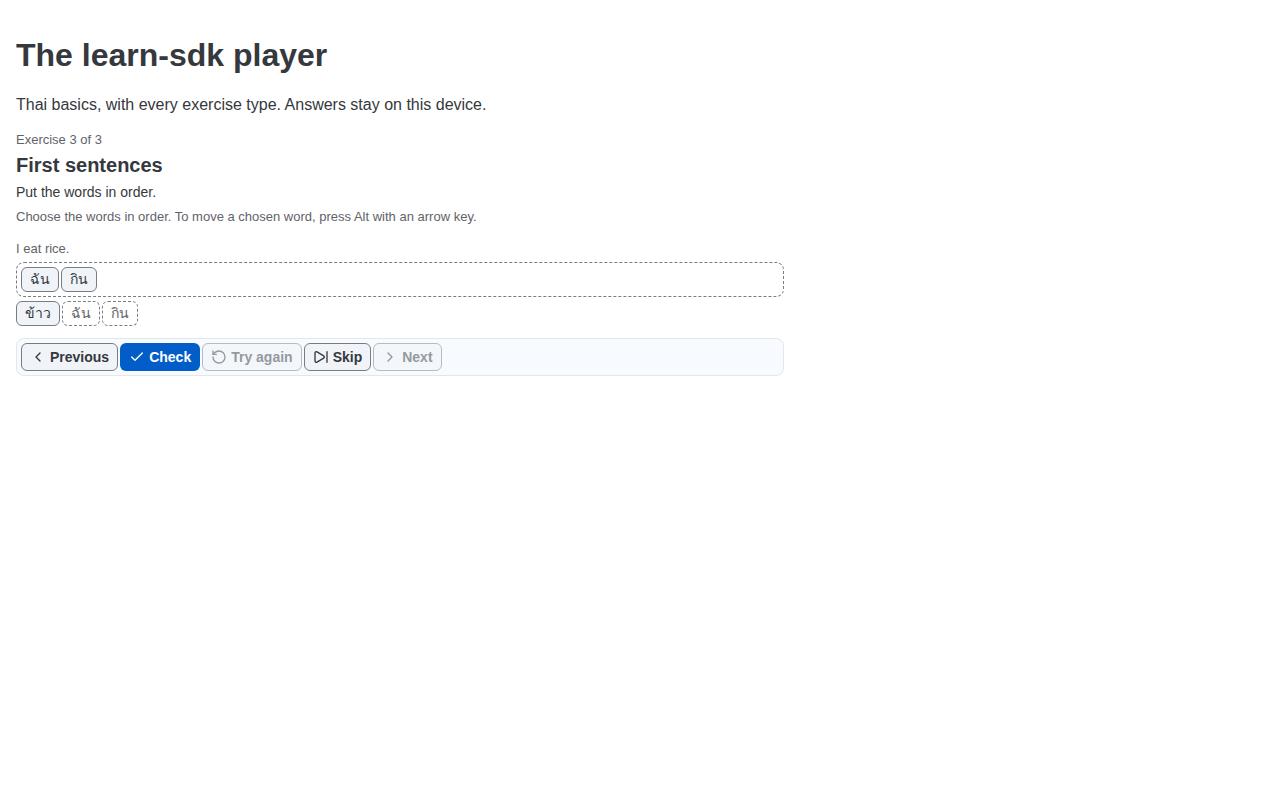 The learn-sdk player
Thai basics, with every exercise type. Answers stay on this device.
Exercise 3 of 3
First sentences
Put the words in order.
Choose the words in order. To move a chosen word, press Alt with an arrow key.
I eat rice.
ฉัน กิน
ข้าว ฉัน กิน
Previous Check Try again Skip Next